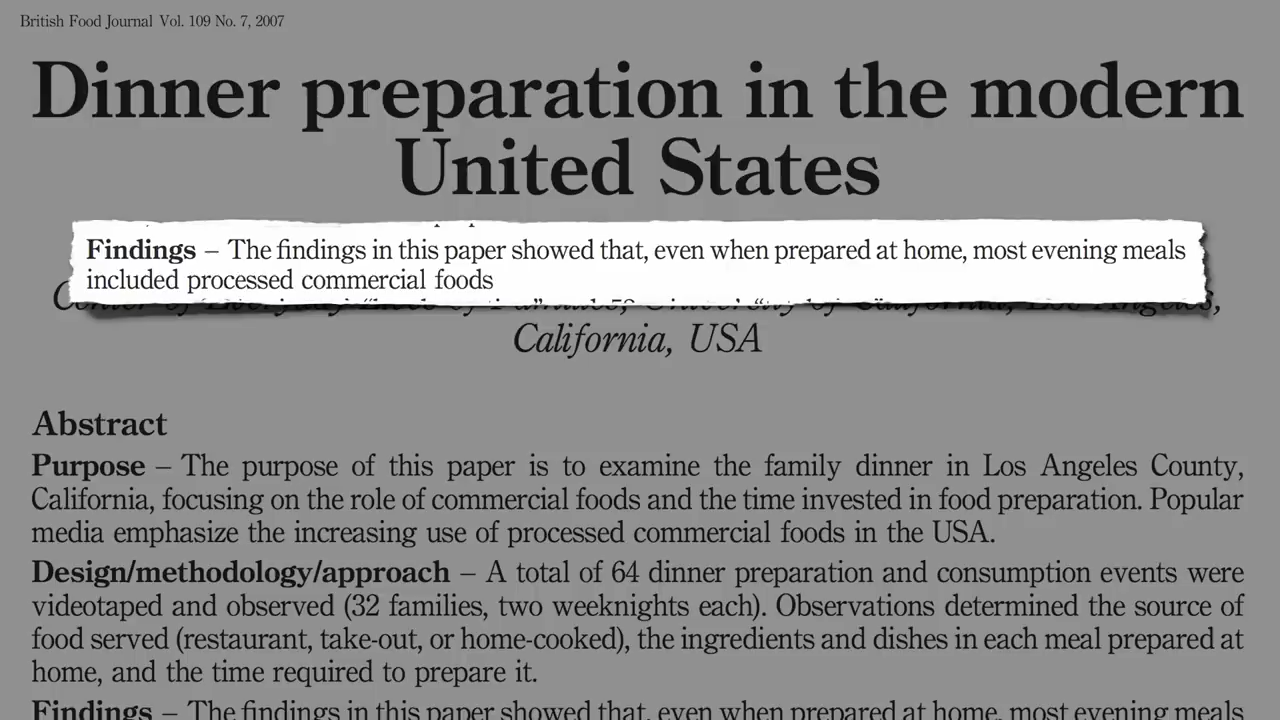 British Food Journal Vol. 109 No. 7, 2007
Dinner preparation in the modern
United States
Findings – The findings in this paper showed that, even when prepared at home, most evening meals
included processed commercial foods
California, USA
Abstract
Purpose – The purpose of this paper is to examine the family dinner in Los Angeles County,
California, focusing on the role of commercial foods and the time invested in food preparation. Popular
media emphasize the increasing use of processed commercial foods in the USA.
Design/methodology/approach – A total of 64 dinner preparation and consumption events were
videotaped and observed (32 families, two weeknights each). Observations determined the source of
food served (restaurant, take-out, or home-cooked), the ingredients and dishes in each meal prepared at
home, and the time required to prepare it.
Findings – The findings in this paper showed that, even when prepared at home, most evening meals